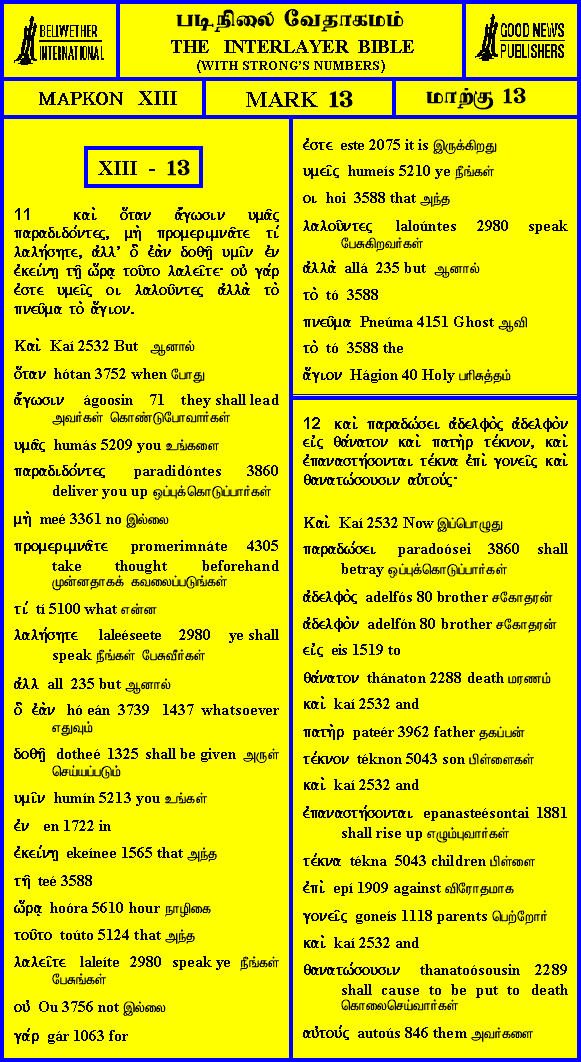 BELLWETHER
INTERNATIONAL
படிநிலை வேதாகமம்
THE INTERLAYER BIBLE
(WITH STRONG'S NUMBERS)
GOOD NEWS
PUBLISHERS
ΜΑΡΚΟΝ XIII
MARK 13
மாற்கு 13
XIII - 13
11 καὶ ὅταν ἄγωσιν υμᾶς
παραδιδόντες, μὴ προμεριμνᾶτε τί
λαλήσητε, ἀλλ' ὃ ἐὰν δοθῇ υμῖν ἐν
ἐκείνῃ τῇ ὥρᾳ τοῦτο λαλεῖτε· οὐ γάρ
ἐστε υμεῖς οι λαλοῦντες ἀλλὰ τὸ
πνεῦμα τὸ ἅγιον.
Καὶ Kaí 2532 But ஆனால்
ὅταν hótan 3752 when போது
ἄγωσιν ágoosin 71 they shall lead
அவர்கள் கொண்டுபோவார்கள்
υμᾶς humás 5209 you உங்களை
παραδιδόντες paradidóntes 3860
deliver you up ஒப்புக்கொடுப்பார்கள்
μὴ meé 3361 no இல்லை
προμεριμνᾶτε promerimnáte 4305
take thought beforehand
முன்னதாகக் கவலைப்படுங்கள்
τί tí 5100 what என்ன
λαλήσητε laleéseete 2980 ye shall
speak நீங்கள் பேசுவீர்கள்
ἀλλ all 235 but ஆனால்
ὃ ἐὰν hó eán 3739 1437 whatsoever
எதுவும்
δοθῇ dotheé 1325 shall be given அருள்
செய்யப்படும்
υμῖν humín 5213 you உங்கள்
ἐν en 1722 in
ἐκείνῃ ekeínee 1565 that அந்த
τῇ teé 3588
ὥρᾳ hoóra 5610 hour நாழிகை
τοῦτο toúto 5124 that அந்த
λαλεῖτε laleíte 2980 speak ye நீங்கள்
பேசுங்கள்
οὐ Ou 3756 not இல்லை
γάρ gár 1063 for
ἐστε este 2075 it is இருக்கிறது
υμεῖς humeís 5210 ye நீங்கள்
οι hoi 3588 that அந்த
λαλοῦντες laloúntes 2980 speak
பேசுகிறவர்கள்
ἀλλὰ allá 235 but ஆனால்
τὸ tó 3588
πνεῦμα Pneúma 4151 Ghost ஆவி
τὸ tó 3588 the
ἅγιον Hágion 40 Holy பரிசுத்தம்
12 καὶ παραδώσει ἀδελφὸς ἀδελφὸν
εἰς θάνατον καὶ πατὴρ τέκνον, καὶ
ἐπαναστήσονται τέκνα ἐπὶ γονεῖς καὶ
θανατώσουσιν αὐτούς·
Καὶ Kaí 2532 Now இப்பொழுது
παραδώσει paradoósei 3860 shall
betray ஒப்புக்கொடுப்பார்கள்
ἀδελφὸς adelfós 80 brother சகோதரன்
ἀδελφὸν adelfón 80 brother சகோதரன்
εἰς eis 1519 to
θάνατον thánaton 2288 death மரணம்
καὶ kaí 2532 and
πατὴρ pateér 3962 father தகப்பன்
τέκνον téknon 5043 son பிள்ளைகள்
καὶ kaí 2532 and
ἐπαναστήσονται epanasteésontai 1881
shall rise up எழும்புவார்கள்
τέκνα tékna 5043 children பிள்ளை
ἐπὶ epí 1909 against விரோதமாக
γονεῖς goneís 1118 parents பெற்றோர்
καὶ kaí 2532 and
θανατώσουσιν thanatoósousin 2289
shall cause to be put to death
கொலைசெய்வார்கள்
αὐτούς autoús 846 them அவர்களை